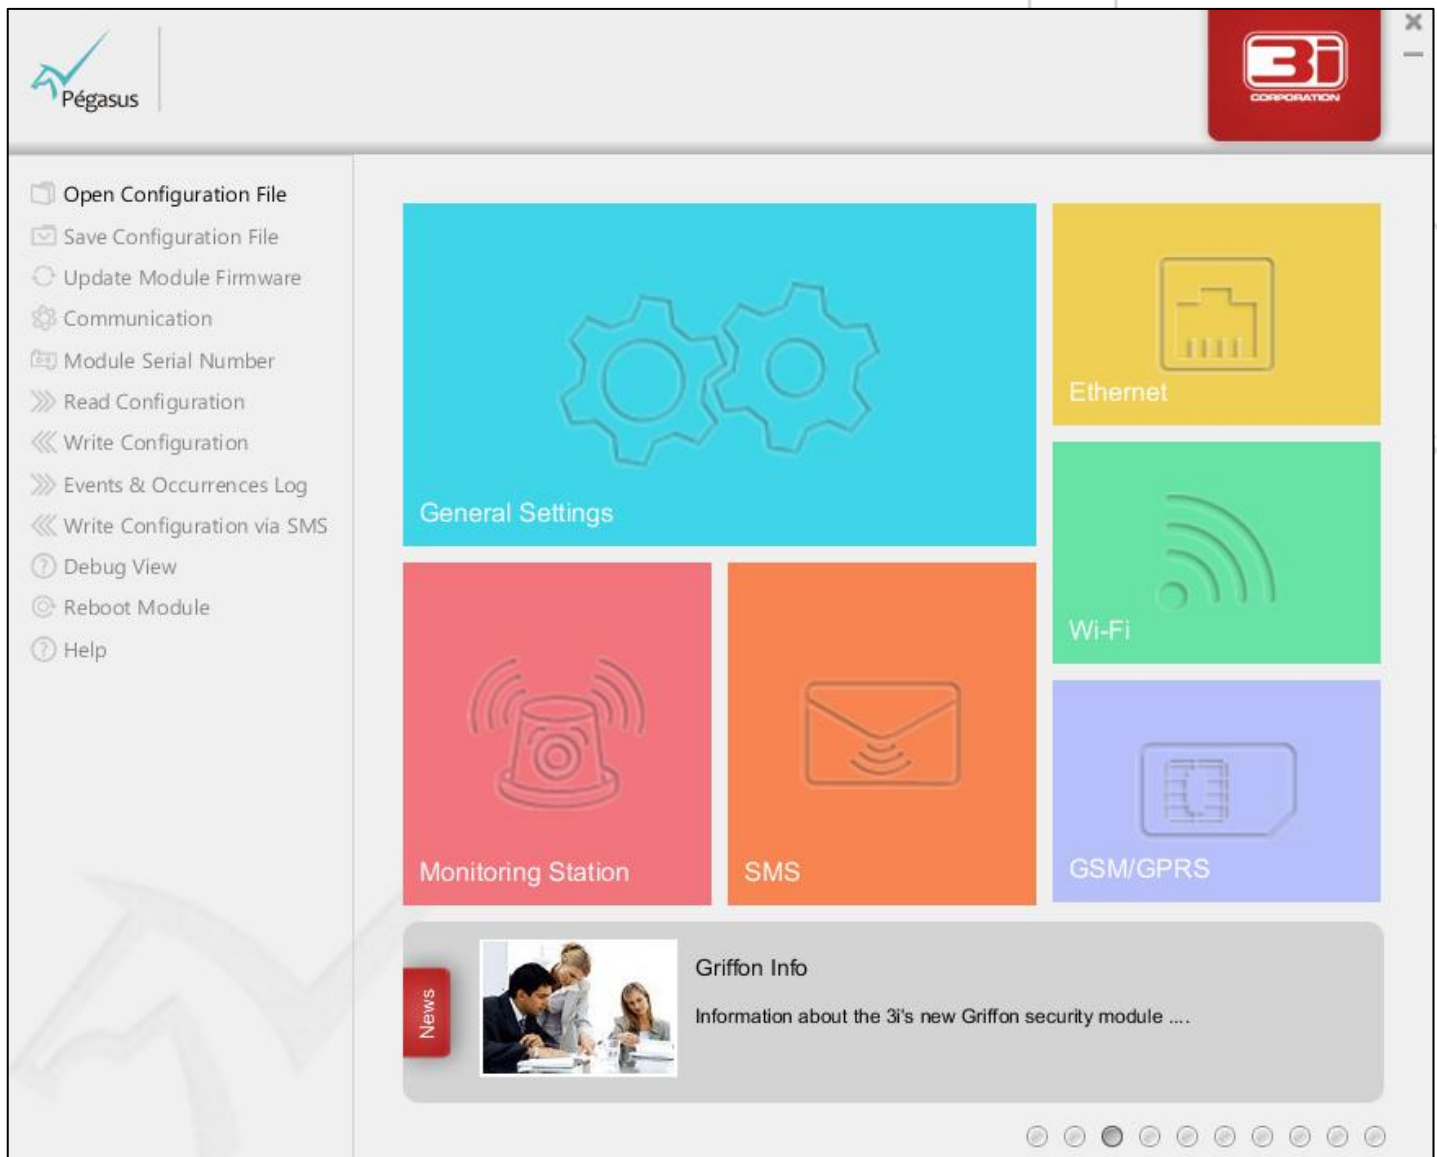 Pégasus
3i
CORPORATION
Open Configuration File
Save Configuration File
Update Module Firmware
Communication
Module Serial Number
Read Configuration
Write Configuration
Events & Occurrences Log
Write Configuration via SMS
Debug View
Reboot Module
Help
General Settings
Ethernet
Wi-Fi
Monitoring Station
SMS
GSM/GPRS
News
Griffon Info
Information about the 3i's new Griffon security module ....